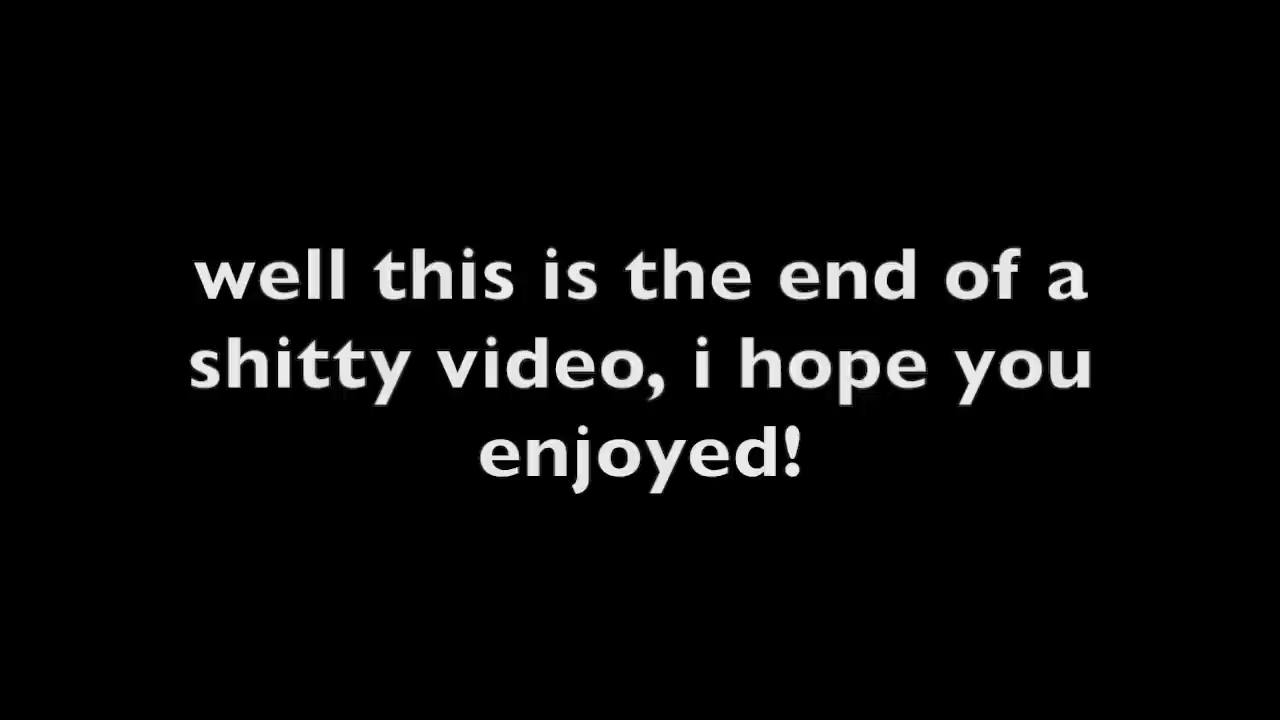 well this is the end of a
shitty video, i hope you
enjoyed!